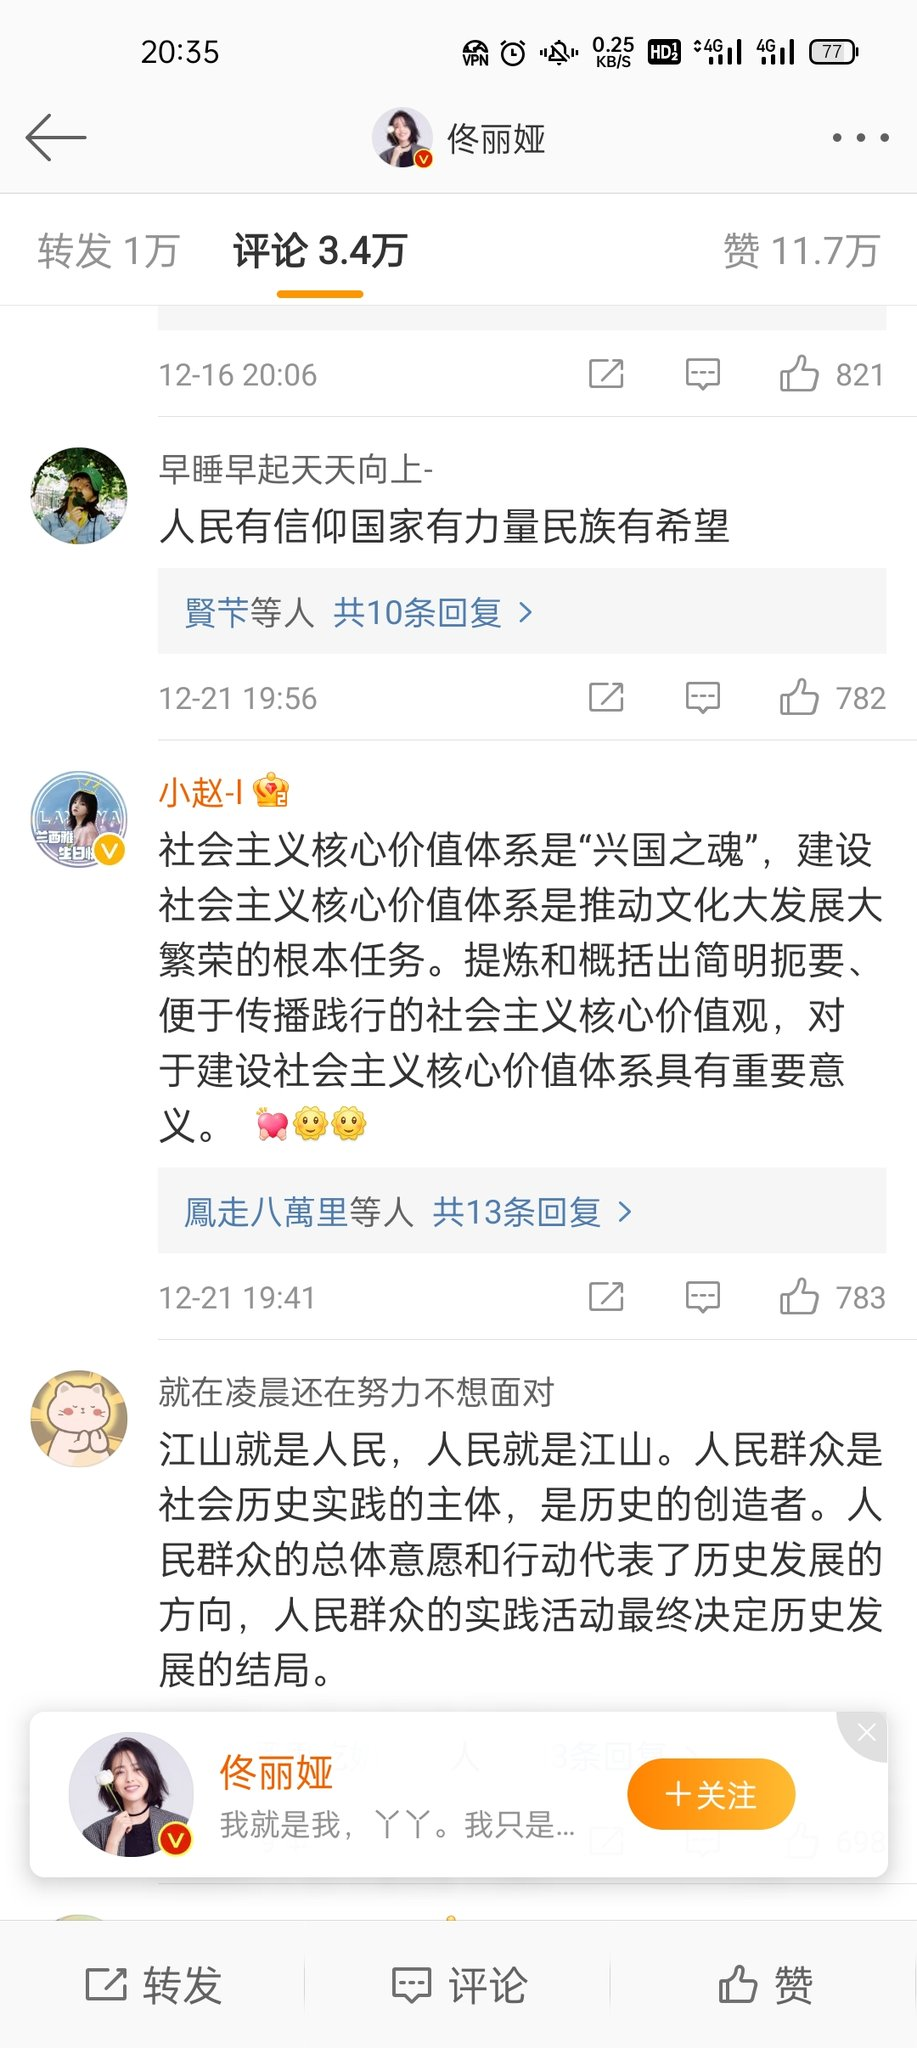 20:35
VPN
0.25
KB/S
HD1
2
4G
4G
77
佟丽娅
转发 1万
评论 3.4万
赞 11.7万
12-16 20:06
821
早睡早起天天向上-
人民有信仰国家有力量民族有希望
賢芐等人 共10条回复 >
12-21 19:56
782
小赵-l
2
社会主义核心价值体系是“兴国之魂”，建设
社会主义核心价值体系是推动文化大发展大
繁荣的根本任务。提炼和概括出简明扼要、
便于传播践行的社会主义核心价值观，对
于建设社会主义核心价值体系具有重要意
义。
鳳走八萬里等人 共13条回复 >
12-21 19:41
783
就在凌晨还在努力不想面对
江山就是人民，人民就是江山。人民群众是
社会历史实践的主体，是历史的创造者。人
民群众的总体意愿和行动代表了历史发展的
方向，人民群众的实践活动最终决定历史发
展的结局。
佟丽娅
我就是我，丫丫。我只是...
+关注
转发
评论
赞